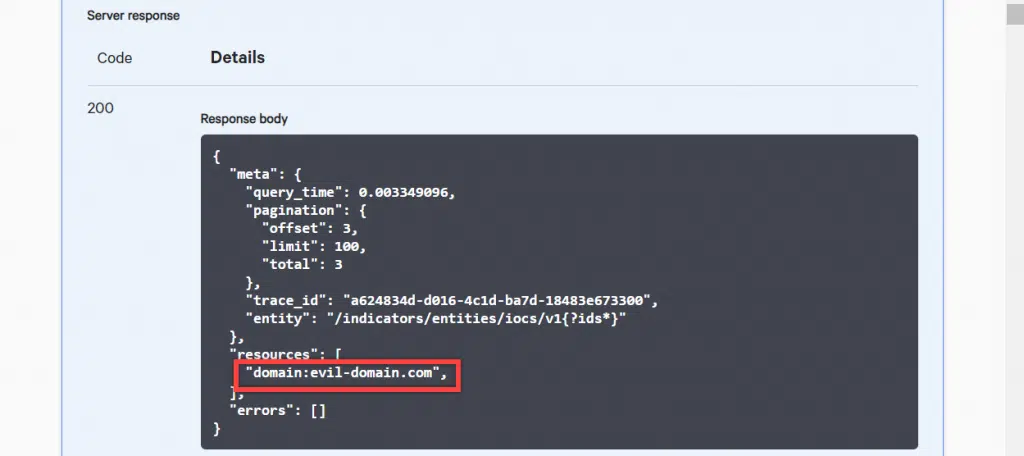 Server response
Code Details
200
Response body
{
"meta": {
"query_time": 0.003349096,
"pagination": {
"offset": 3,
"limit": 100,
"total": 3
},
"trace_id": "a624834d-d016-4c1d-ba7d-18483e673300",
"entity": "/indicators/entities/iocs/v1{?ids*}"
},
"resources": [
"domain:evil-domain.com",
],
"errors": []
}